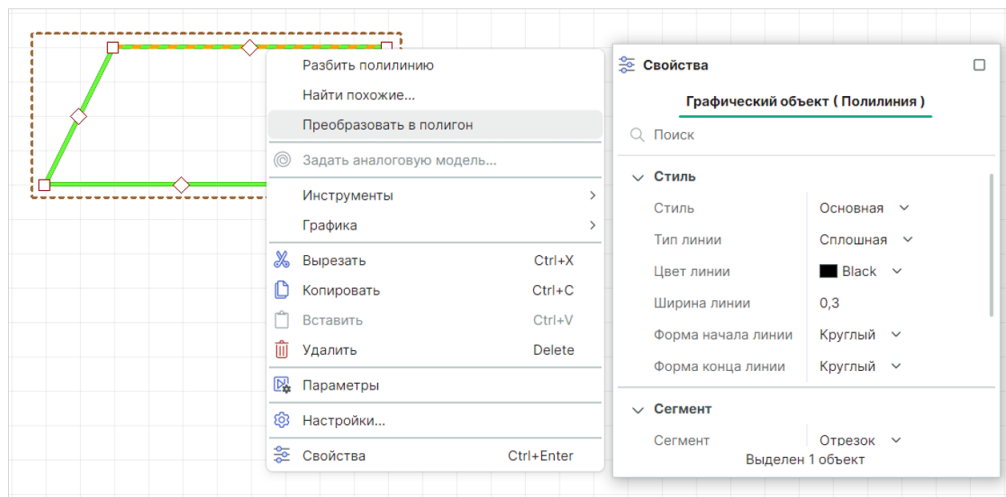 Разбить полилинию
Найти похожие...
Преобразовать в полигон
Задать аналоговую модель...
Инструменты
Графика
Вырезать Ctrl+X
Копировать Ctrl+C
Вставить Ctrl+V
Удалить Delete
Параметры
Настройки...
Свойства Ctrl+Enter
Свойства
Графический объект ( Полилиния )
Поиск
Стиль
Стиль Основная
Тип линии Сплошная
Цвет линии Black
Ширина линии 0,3
Форма начала линии Круглый
Форма конца линии Круглый
Сегмент
Сегмент Отрезок
Выделен 1 объект